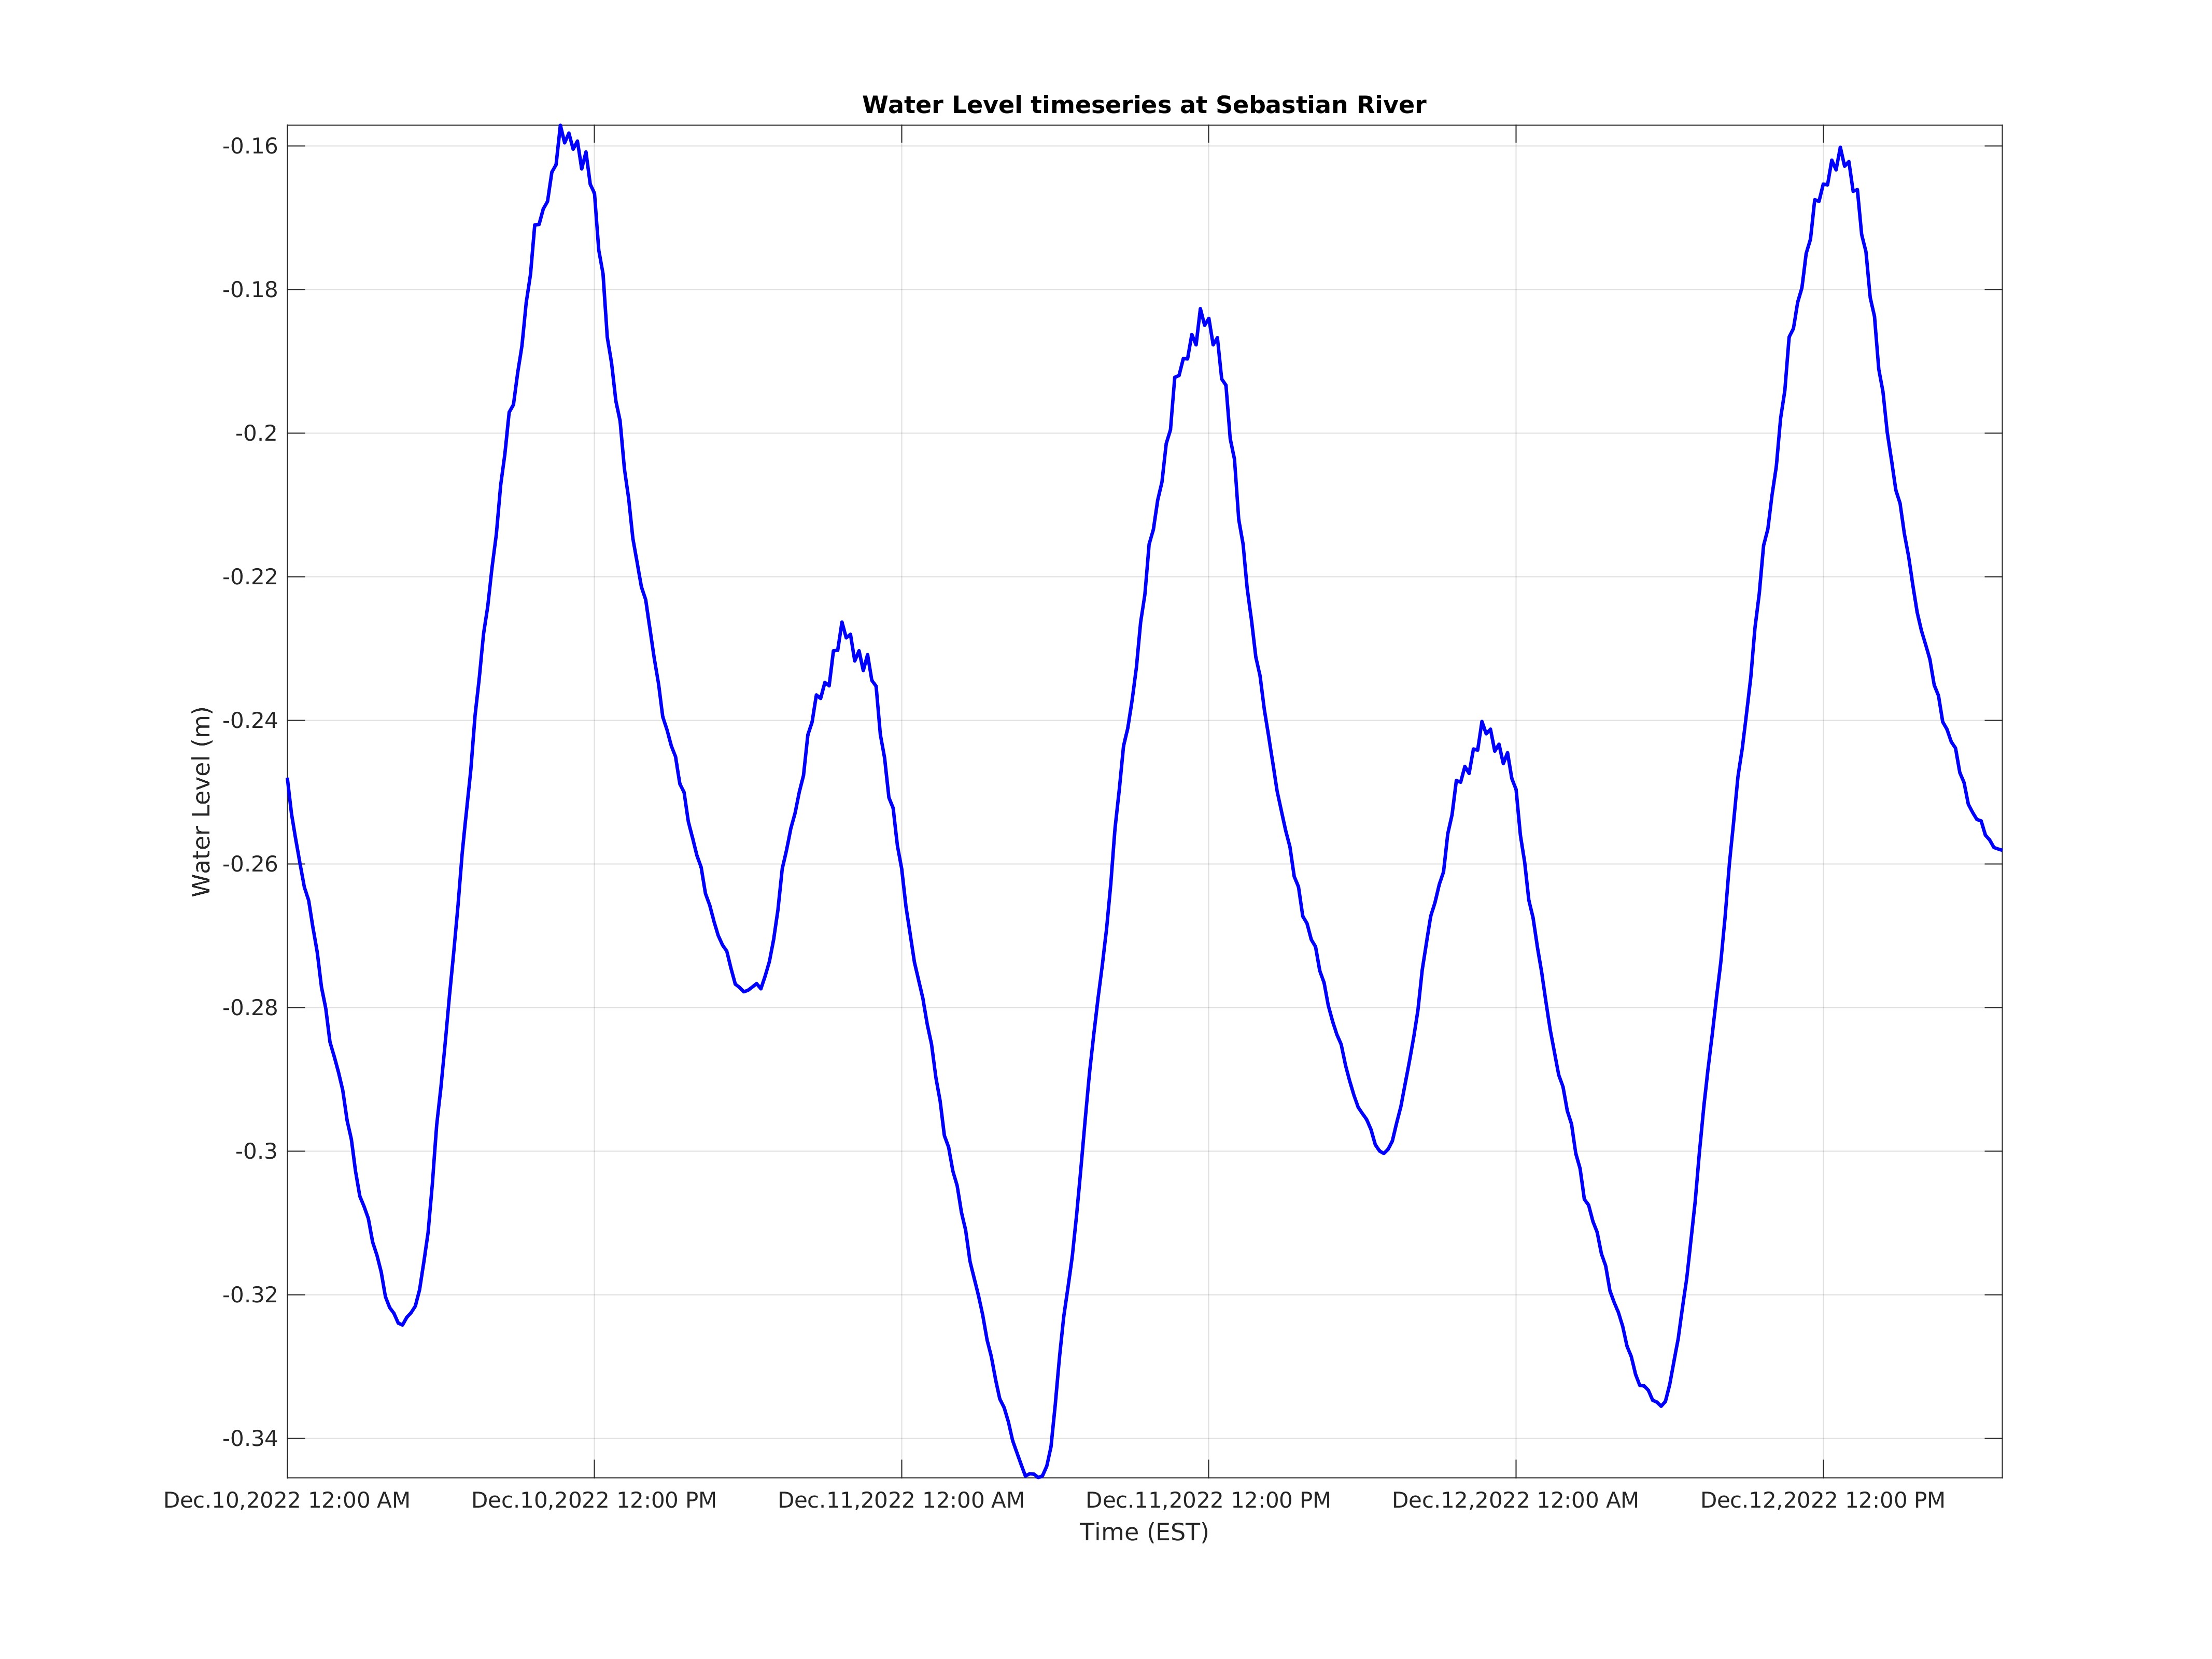 Water Level timeseries at Sebastian River
Water Level (m)
-0.16
-0.18
-0.2
-0.22
-0.24
-0.26
-0.28
-0.3
-0.32
-0.34
Dec.10,2022 12:00 AM
Dec.10,2022 12:00 PM
Dec.11,2022 12:00 AM
Dec.11,2022 12:00 PM
Dec.12,2022 12:00 AM
Dec.12,2022 12:00 PM
Time (EST)